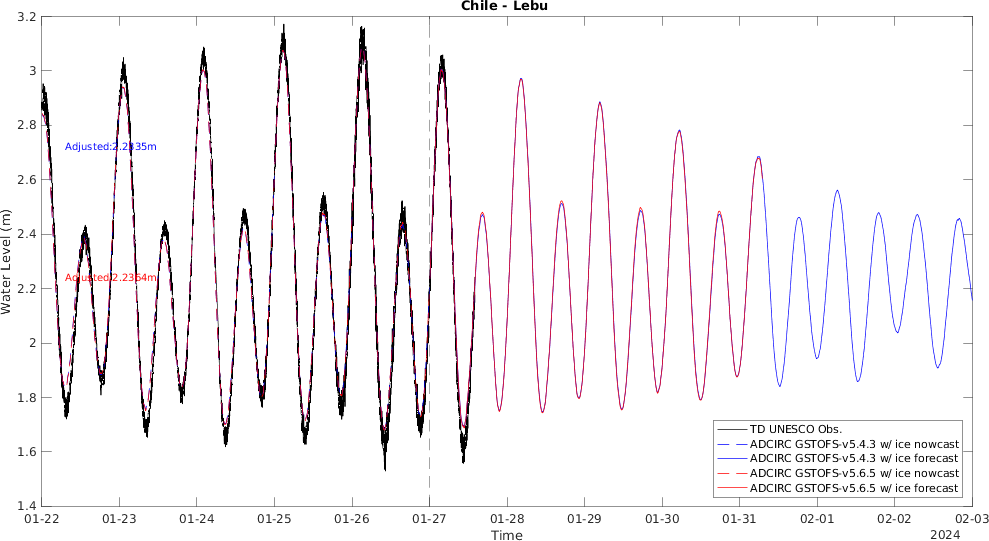 Chile - Lebu
3.2
3
2.8
2.6
2.4
2.2
2
1.8
1.6
1.4
Water Level (m)
Adjusted:2.2335m
Adjusted:2.2364m
TD UNESCO Obs.
ADCIRC GSTOFS-v5.4.3 w/ ice nowcast
ADCIRC GSTOFS-v5.4.3 w/ ice forecast
ADCIRC GSTOFS-v5.6.5 w/ ice nowcast
ADCIRC GSTOFS-v5.6.5 w/ ice forecast
01-22 01-23 01-24 01-25 01-26 01-27 01-28 01-29 01-30 01-31 02-01 02-02 02-03
Time
2024